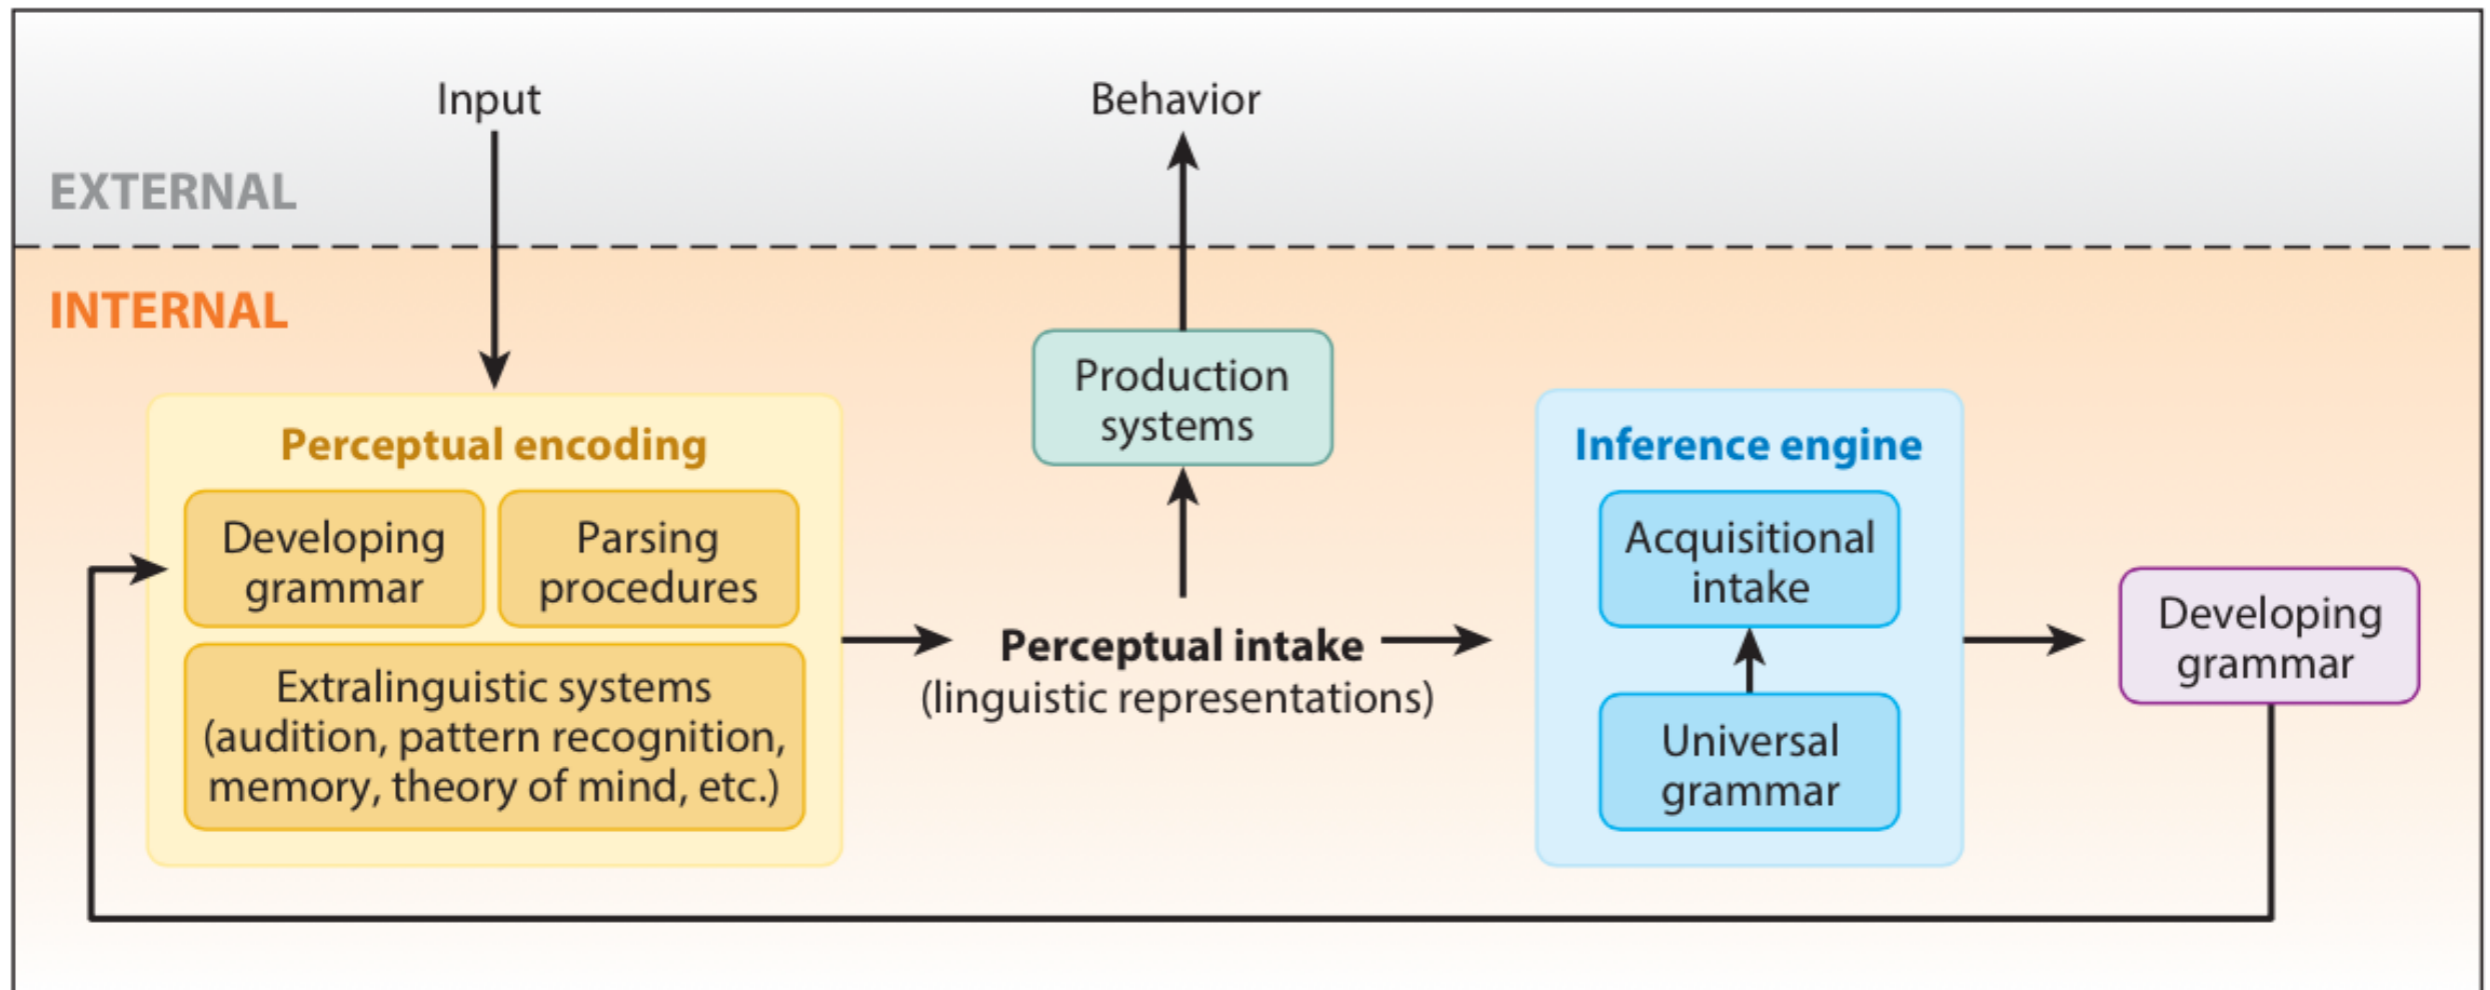 Input
Behavior
EXTERNAL
INTERNAL
Perceptual encoding
Developing
grammar
Parsing
procedures
Extralinguistic systems
(audition, pattern recognition,
memory, theory of mind, etc.)
Production
systems
Perceptual intake
(linguistic representations)
Inference engine
Acquisitional
intake
Universal
grammar
Developing
grammar